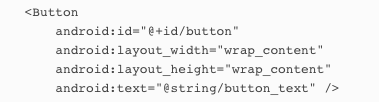 <Button
    android:id="@+id/button"
    android:layout_width="wrap_content"
    android:layout_height="wrap_content"
    android:text="@string/button_text" />